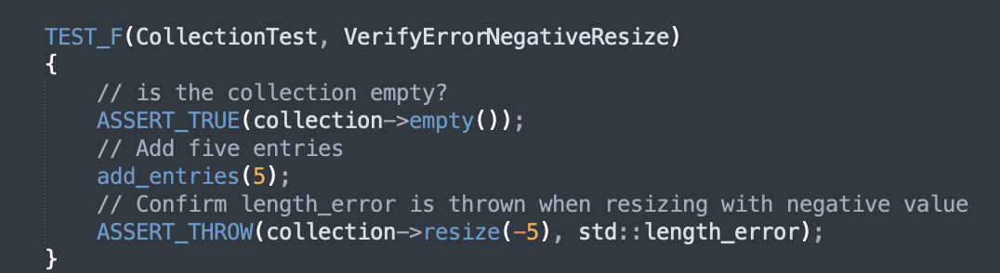 TEST_F(CollectionTest, VerifyErrorNegativeResize)
{
// is the collection empty?
ASSERT_TRUE(collection->empty());
// Add five entries
add_entries(5);
// Confirm length_error is thrown when resizing with negative value
ASSERT_THROW(collection->resize(-5), std::length_error);
}